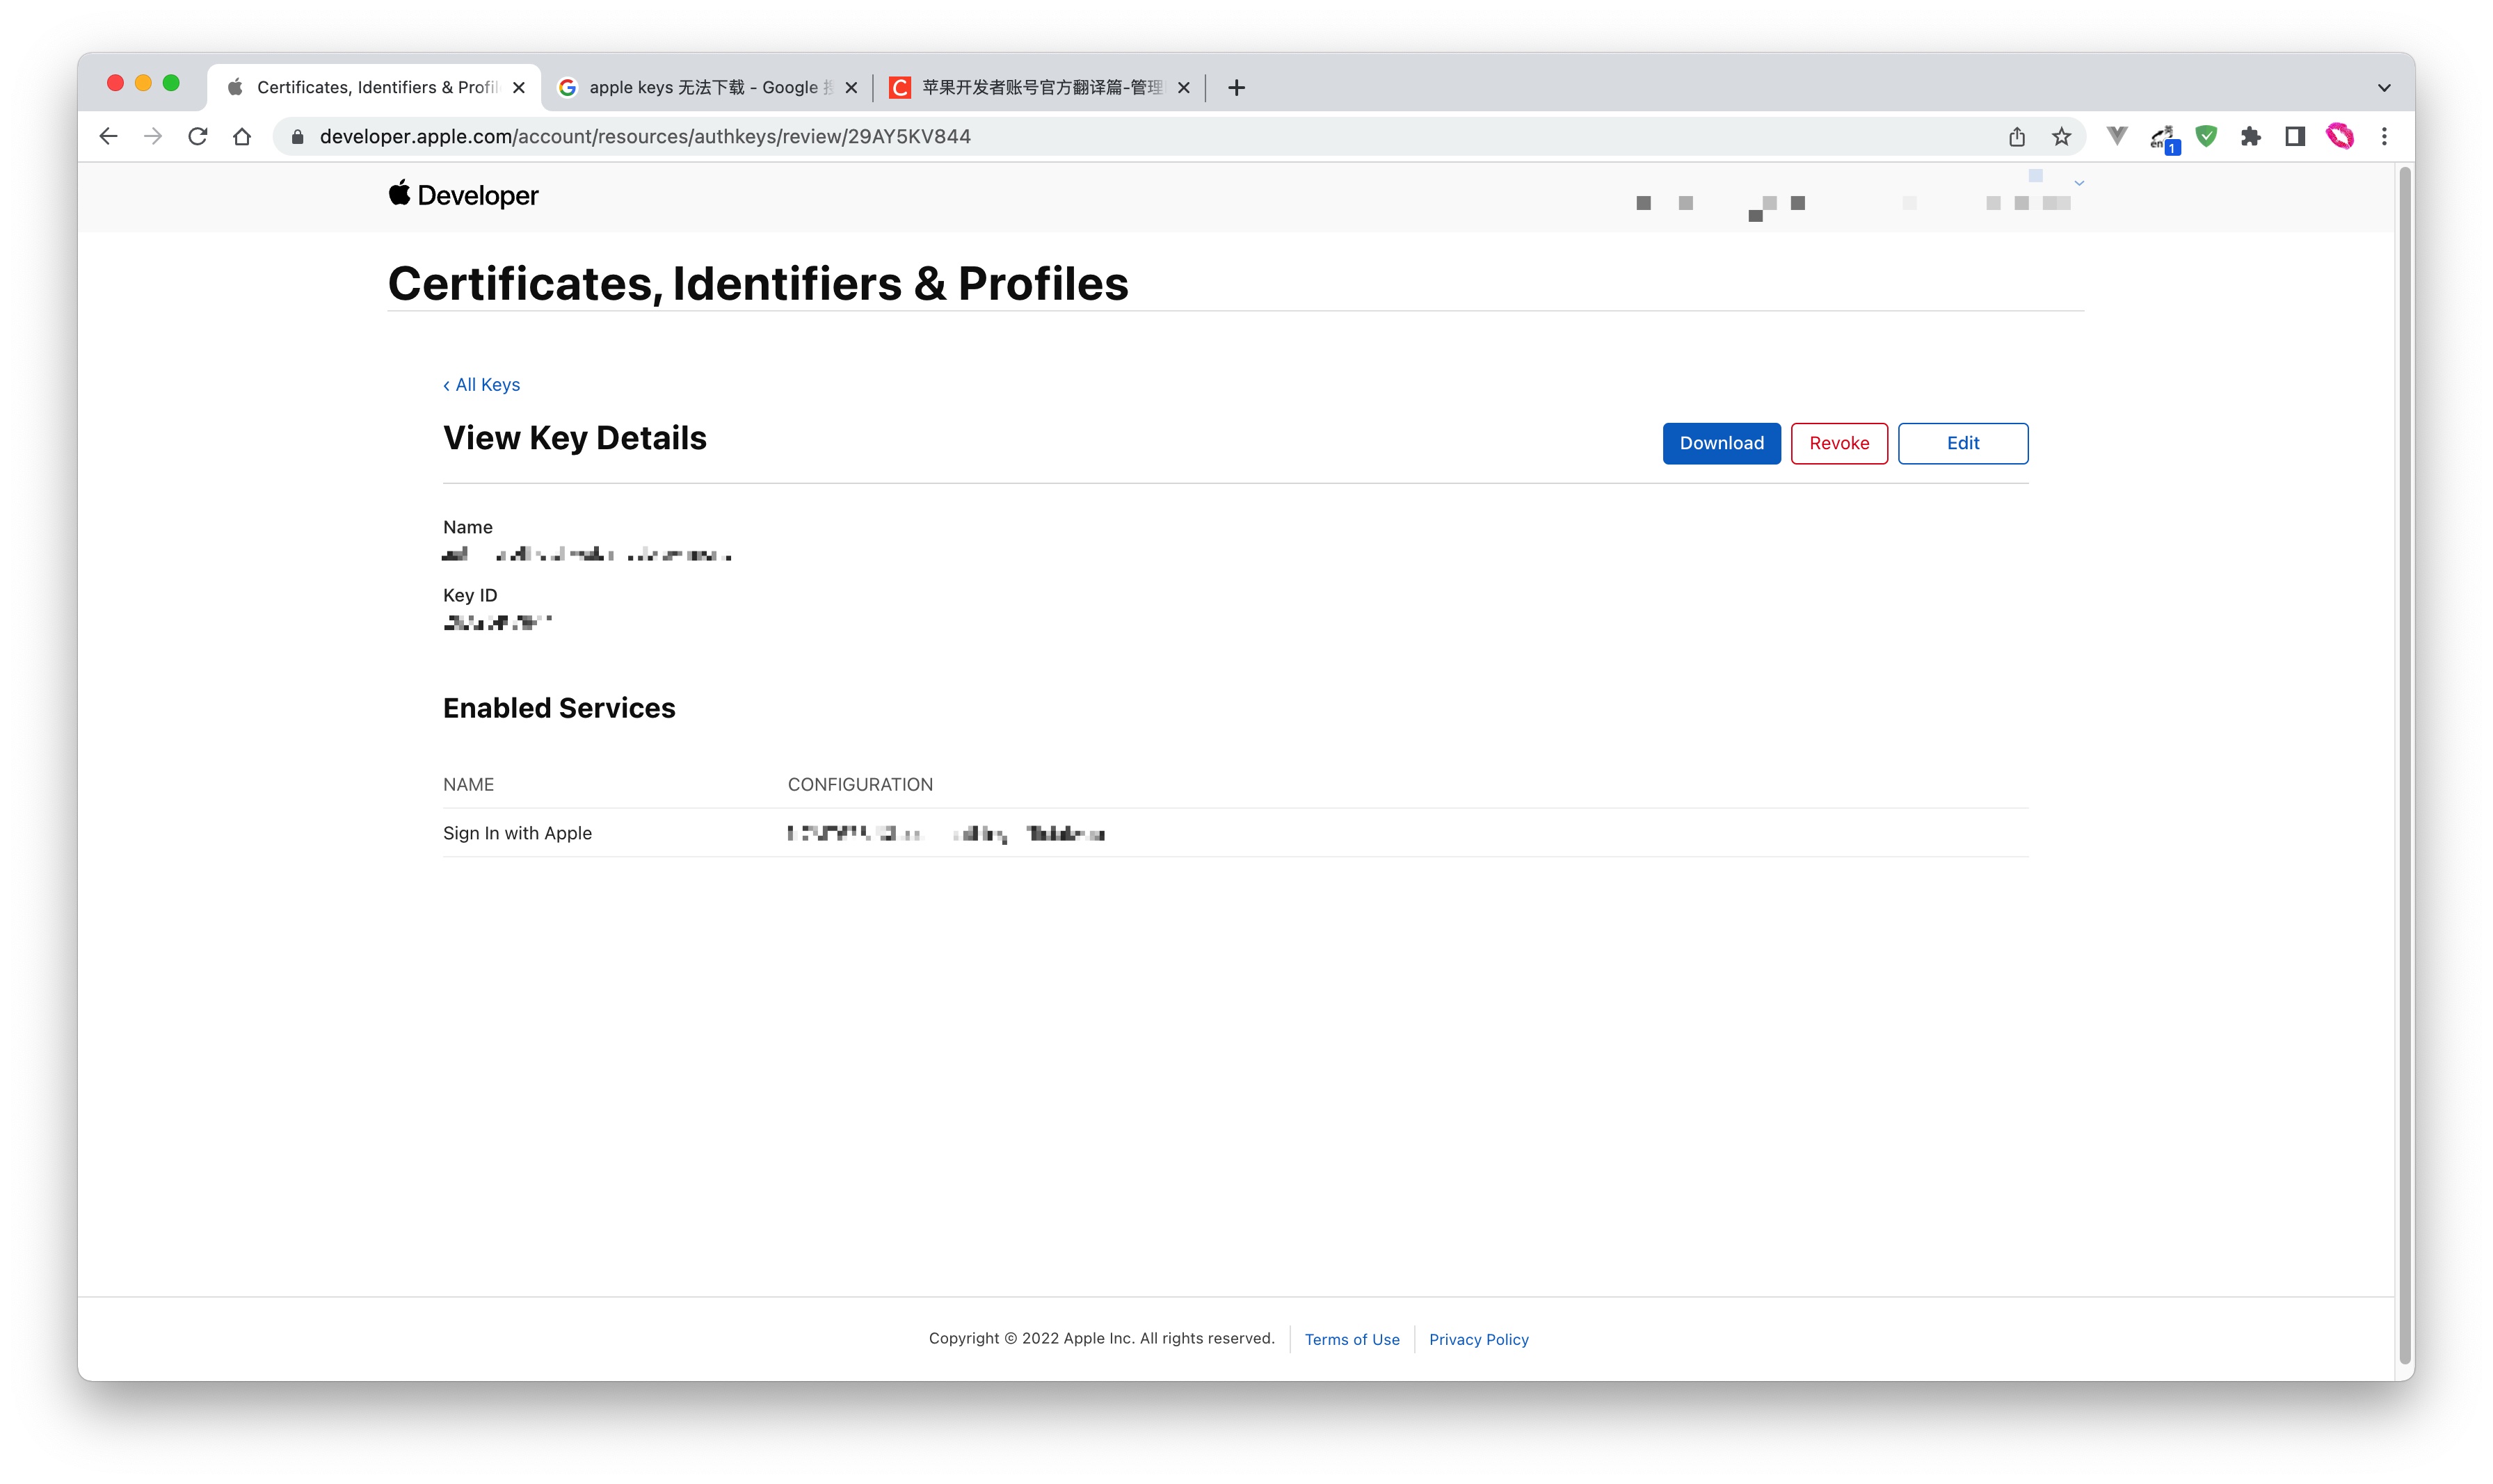 Certificates, Identifiers & Profil
apple keys 无法下载 - Google
苹果开发者账号官方翻译篇-管理
developer.apple.com/account/resources/authkeys/review/29AY5KV844
en
1
Developer
Certificates, Identifiers & Profiles
‹ All Keys
View Key Details
Download
Revoke
Edit
Name
Key ID
Enabled Services
NAME CONFIGURATION
Sign In with Apple
Copyright © 2022 Apple Inc. All rights reserved. Terms of Use Privacy Policy